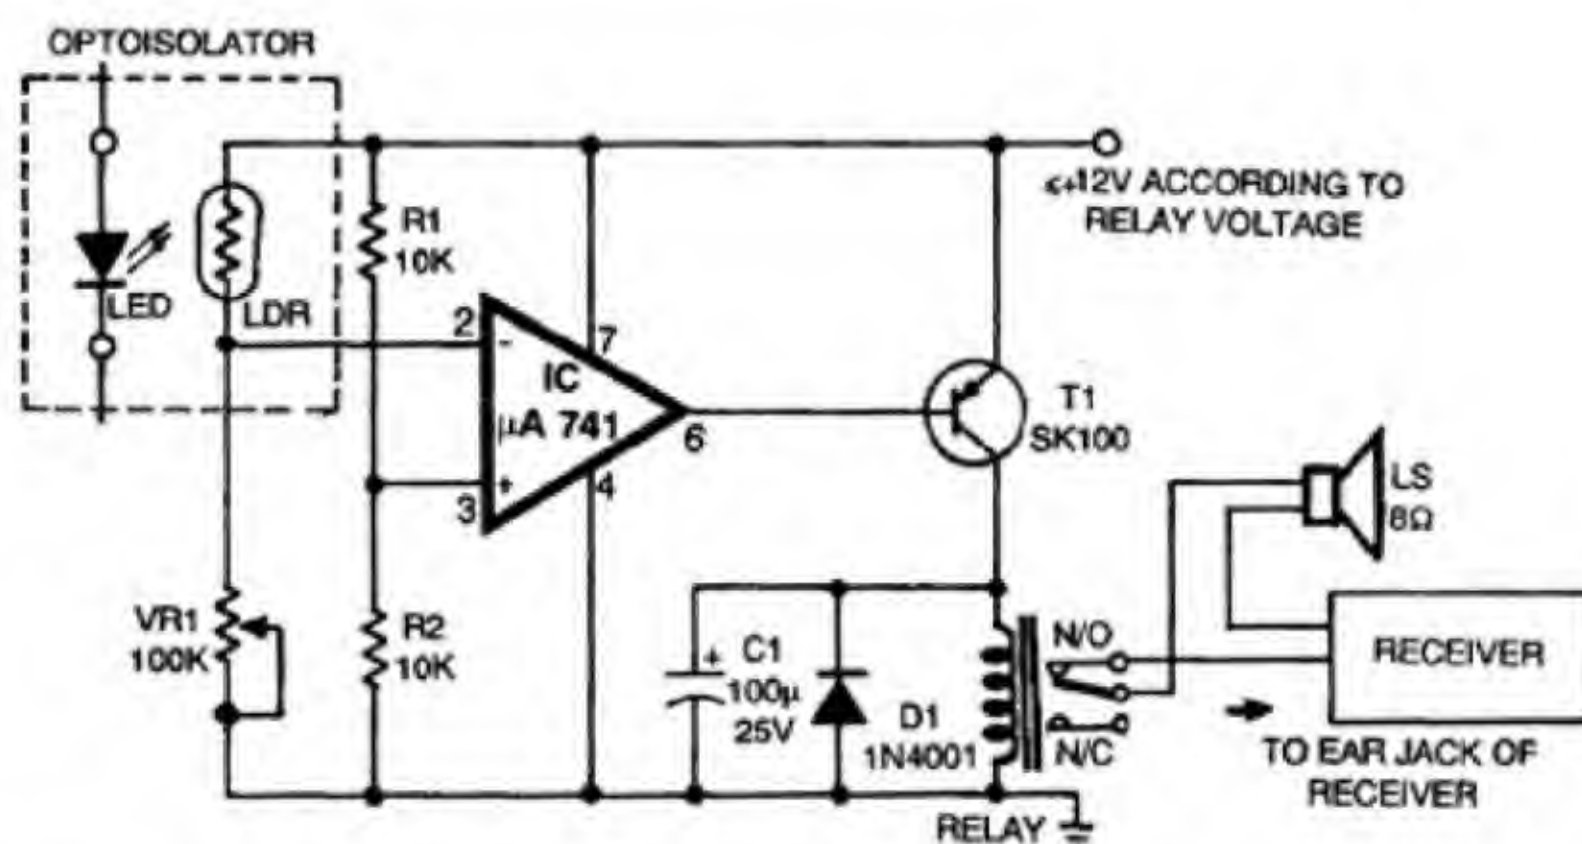 OPTOISOLATOR
LED
LDR
R1
10K
≤+12V ACCORDING TO
RELAY VOLTAGE
2
-
7
IC
μA 741
6
+
3
4
T1
SK100
LS
8Ω
VR1
100K
R2
10K
+
C1
100μ
25V
D1
1N4001
N/O
N/C
RECEIVER
TO EAR JACK OF
RECEIVER
RELAY